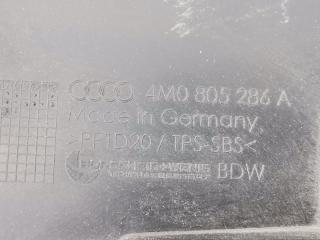 4M0 805 286 A
Made in Germany
>PP TD20 / TPS-SBS<
BDW